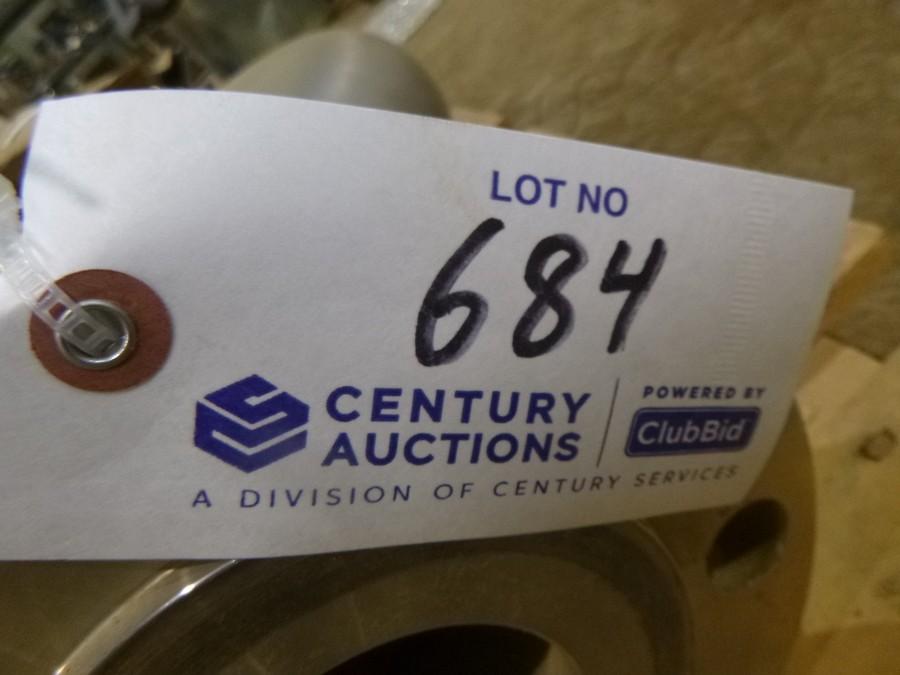 LOT NO
684
CENTURY
AUCTIONS
POWERED BY
ClubBid
A DIVISION OF CENTURY SERVICES